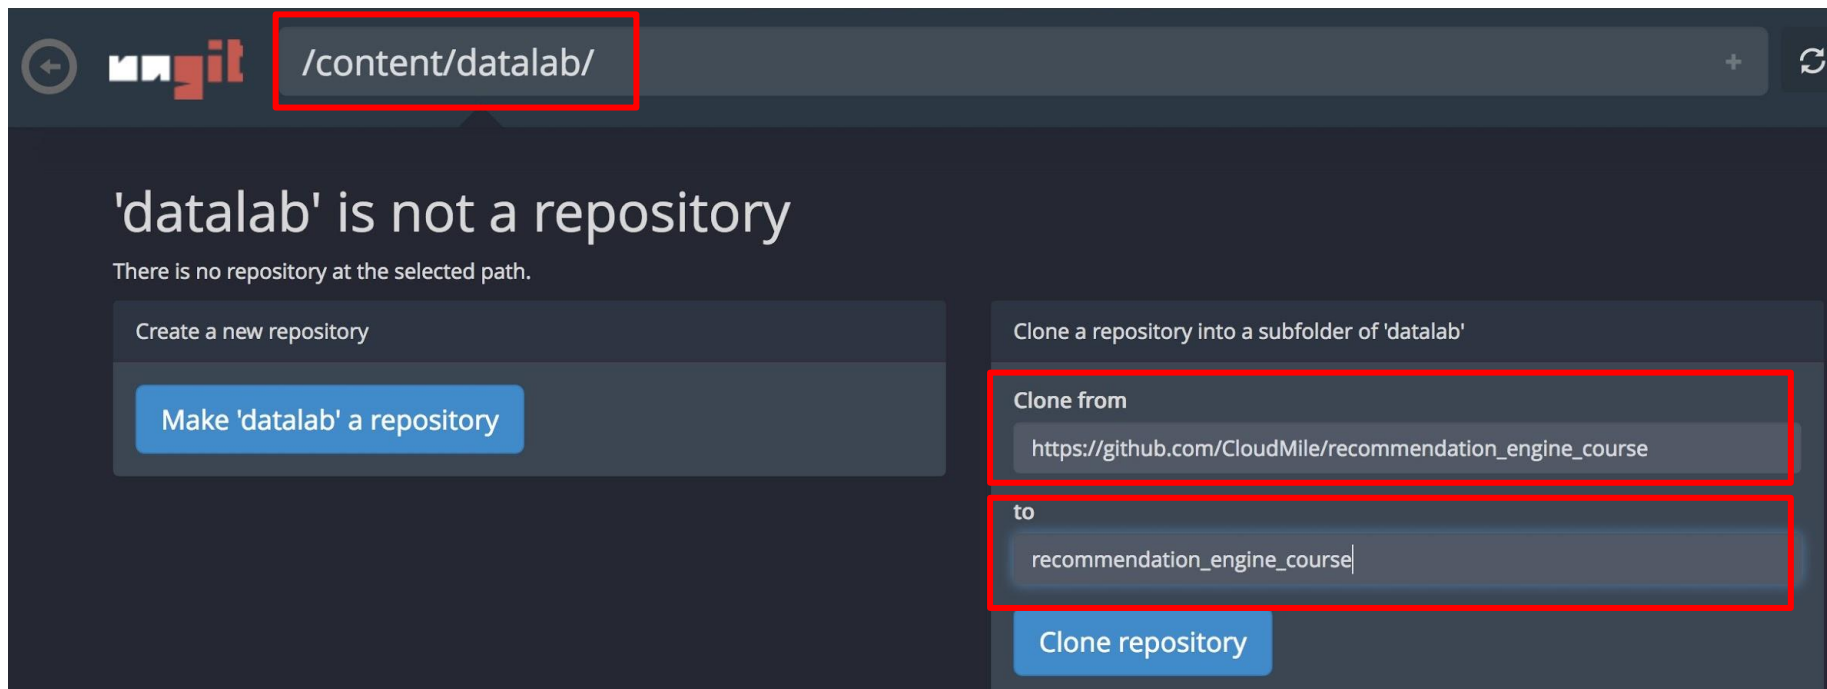 ungit
/content/datalab/
+
'datalab' is not a repository
There is no repository at the selected path.
Create a new repository
Make 'datalab' a repository
Clone a repository into a subfolder of 'datalab'
Clone from
https://github.com/CloudMile/recommendation_engine_course
to
recommendation_engine_course
Clone repository